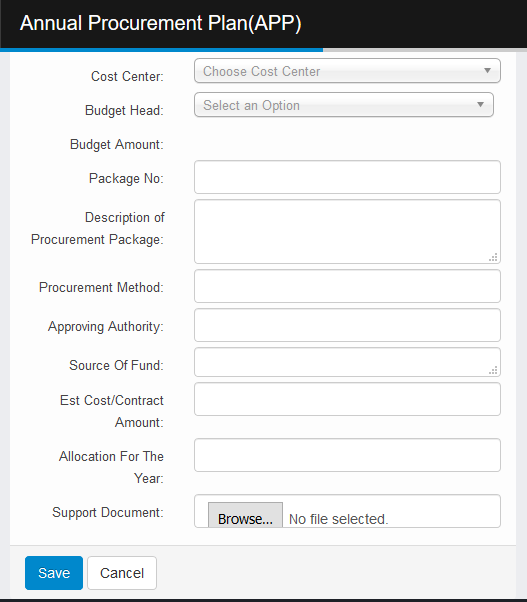 Annual Procurement Plan(APP)
Cost Center: Choose Cost Center
Budget Head: Select an Option
Budget Amount:
Package No:
Description of
Procurement Package:
Procurement Method:
Approving Authority:
Source Of Fund:
Est Cost/Contract
Amount:
Allocation For The
Year:
Support Document: Browse... No file selected.
Save Cancel